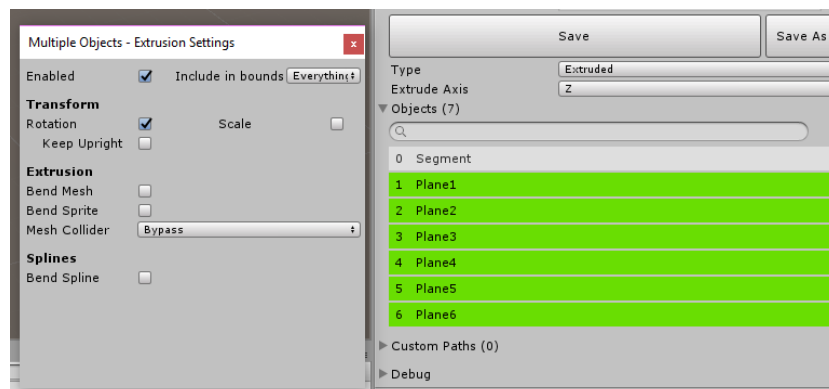 Multiple Objects - Extrusion Settings
x
Enabled
Include in bounds
Everything
Transform
Rotation
Scale
Keep Upright
Extrusion
Bend Mesh
Bend Sprite
Mesh Collider
Bypass
Splines
Bend Spline
Save
Save As
Type
Extruded
Extrude Axis
Z
Objects (7)
0 Segment
1 Plane1
2 Plane2
3 Plane3
4 Plane4
5 Plane5
6 Plane6
Custom Paths (0)
Debug